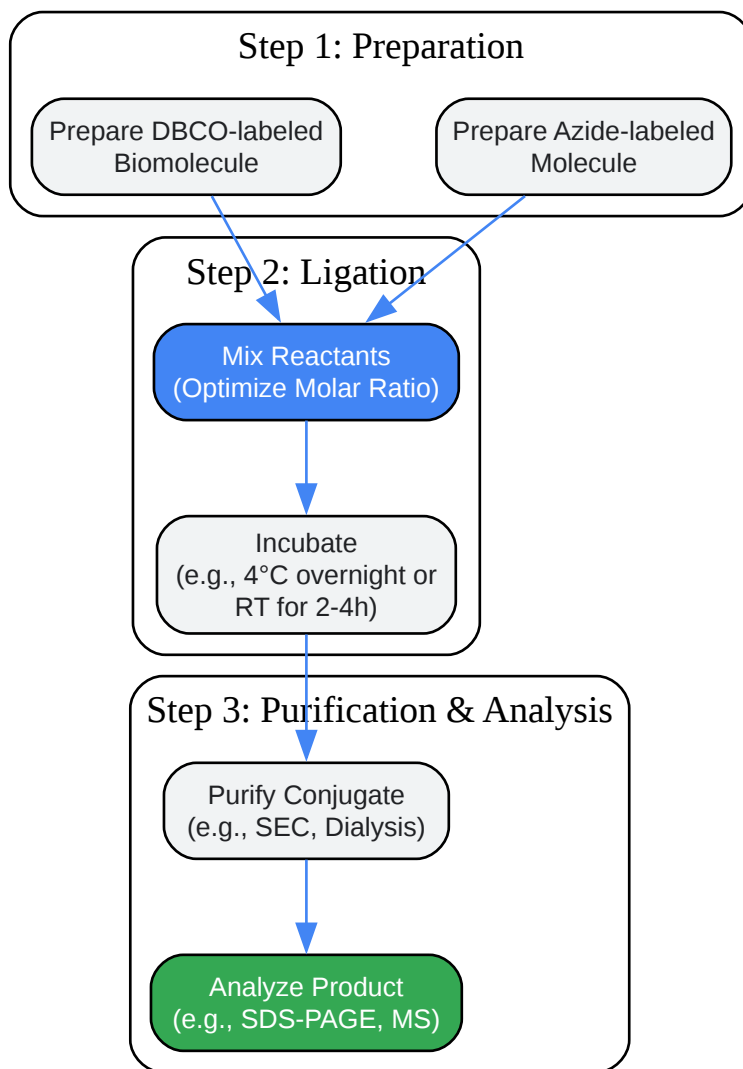 Step 1: Preparation
Prepare DBCO-labeled
Biomolecule
Prepare Azide-labeled
Molecule
Step 2: Ligation
Mix Reactants
(Optimize Molar Ratio)
Incubate
(e.g., 4°C overnight or
RT for 2-4h)
Step 3: Purification & Analysis
Purify Conjugate
(e.g., SEC, Dialysis)
Analyze Product
(e.g., SDS-PAGE, MS)